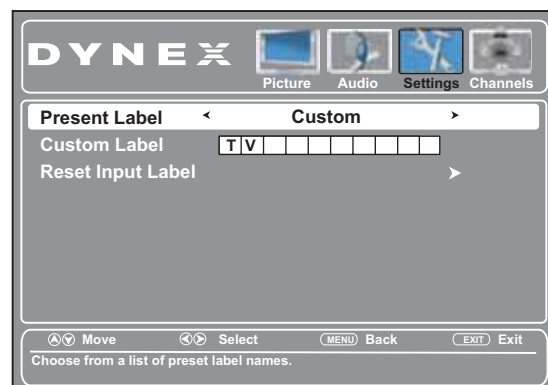 DYNEX
Picture Audio Settings Channels
Present Label Custom
Custom Label T V
Reset Input Label
Move Select MENU Back EXIT Exit
Choose from a list of preset label names.